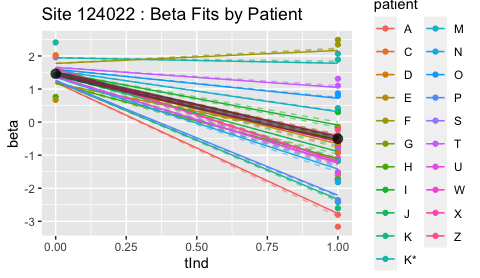 Site 124022 : Beta Fits by Patient
beta
2
1
0
-1
-2
-3
0.00
0.25
0.50
0.75
1.00
tInd
patient
A
C
D
E
F
G
H
I
J
K
K*
M
N
O
P
S
T
U
W
X
Z